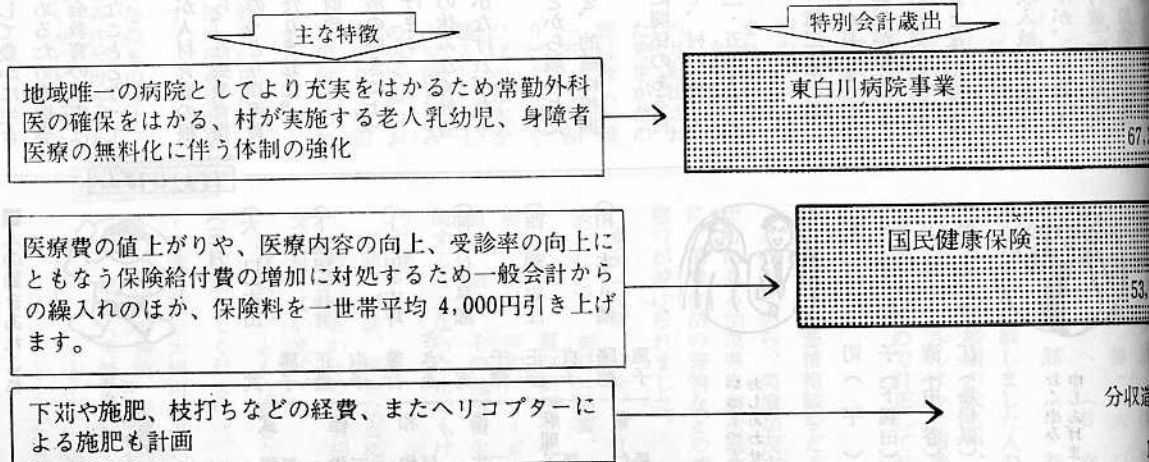 主な特徴
特別会計歳出
地域唯一の病院としてより充実をはかるため常勤外科
医の確保をはかる、村が実施する老人乳幼児、身障者
医療の無料化に伴う体制の強化
東白川病院事業
67,
医療費の値上がりや、医療内容の向上、受診率の向上に
ともなう保険給付費の増加に対処するため一般会計から
の繰入れのほか、保険料を一世帯平均 4,000円引き上げ
ます。
国民健康保険
53,
下苅や施肥、枝打ちなどの経費、またヘリコプターに
よる施肥も計画
分収造